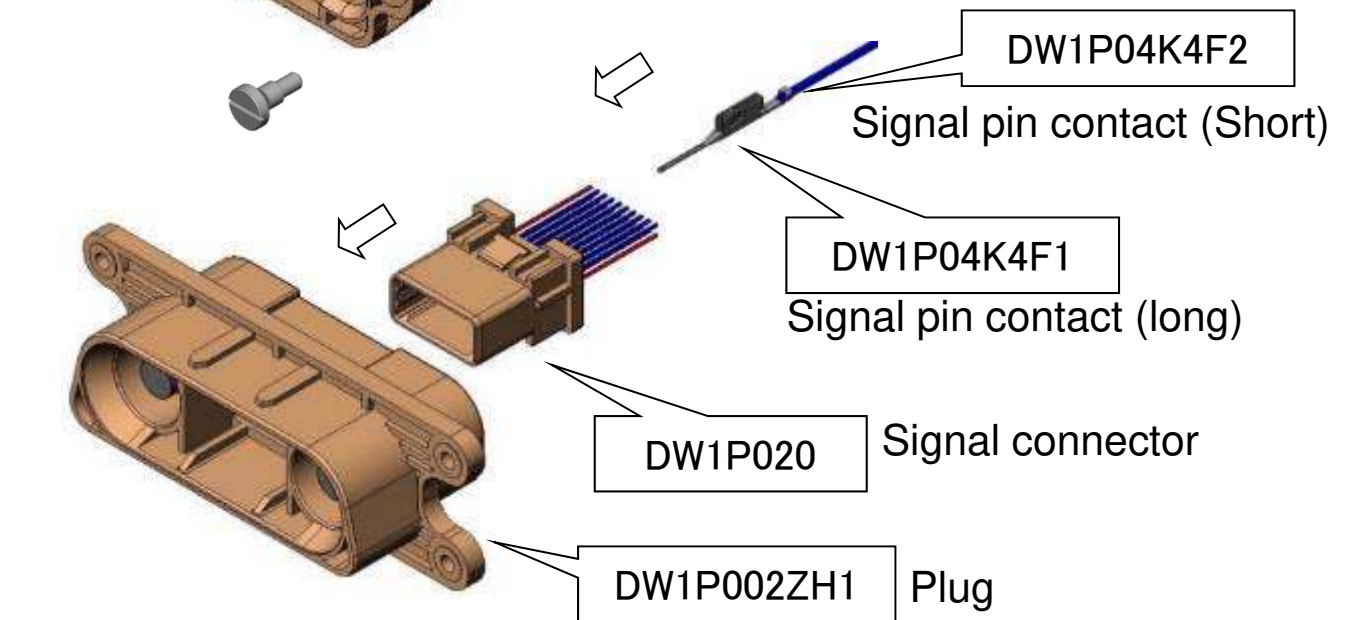 DW1P04K4F2
Signal pin contact (Short)
DW1P04K4F1
Signal pin contact (long)
DW1P020
Signal connector
DW1P002ZH1
Plug